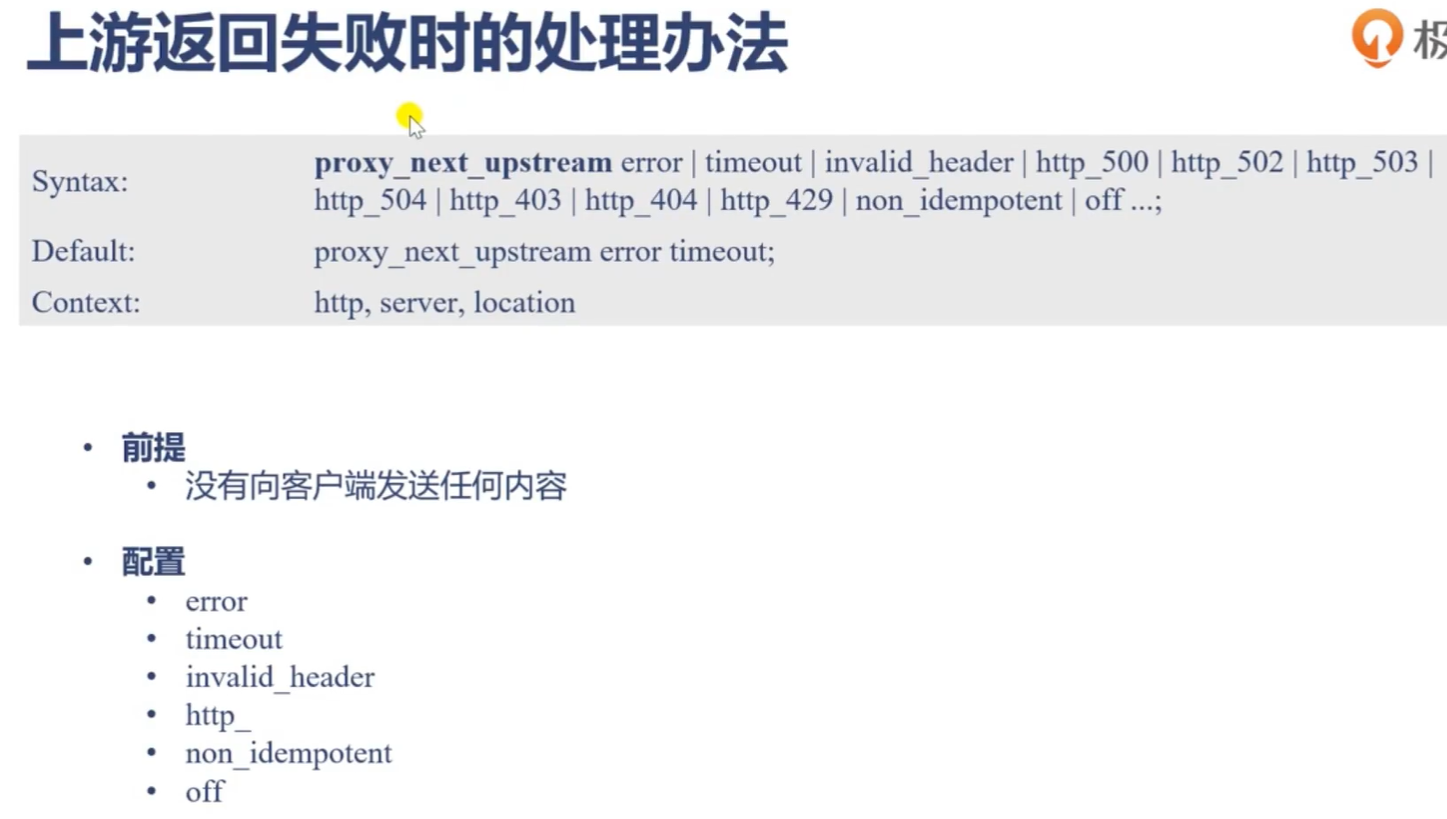 上游返回失败时的处理办法
极
Syntax: proxy_next_upstream error | timeout | invalid_header | http_500 | http_502 | http_503 |
http_504 | http_403 | http_404 | http_429 | non_idempotent | off ...;
Default: proxy_next_upstream error timeout;
Context: http, server, location
• 前提
• 没有向客户端发送任何内容
• 配置
• error
• timeout
• invalid_header
• http_
• non_idempotent
• off